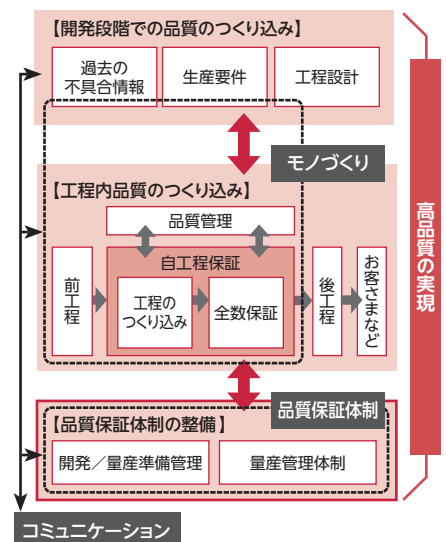 【開発段階での品質のつくり込み】
過去の
不具合情報
生産要件
工程設計
モノづくり
【工程内品質のつくり込み】
品質管理
自工程保証
前工程
工程の
つくり込み
全数保証
後工程
お客さまなど
品質保証体制
【品質保証体制の整備】
開発／量産準備管理
量産管理体制
コミュニケーション
高品質の実現